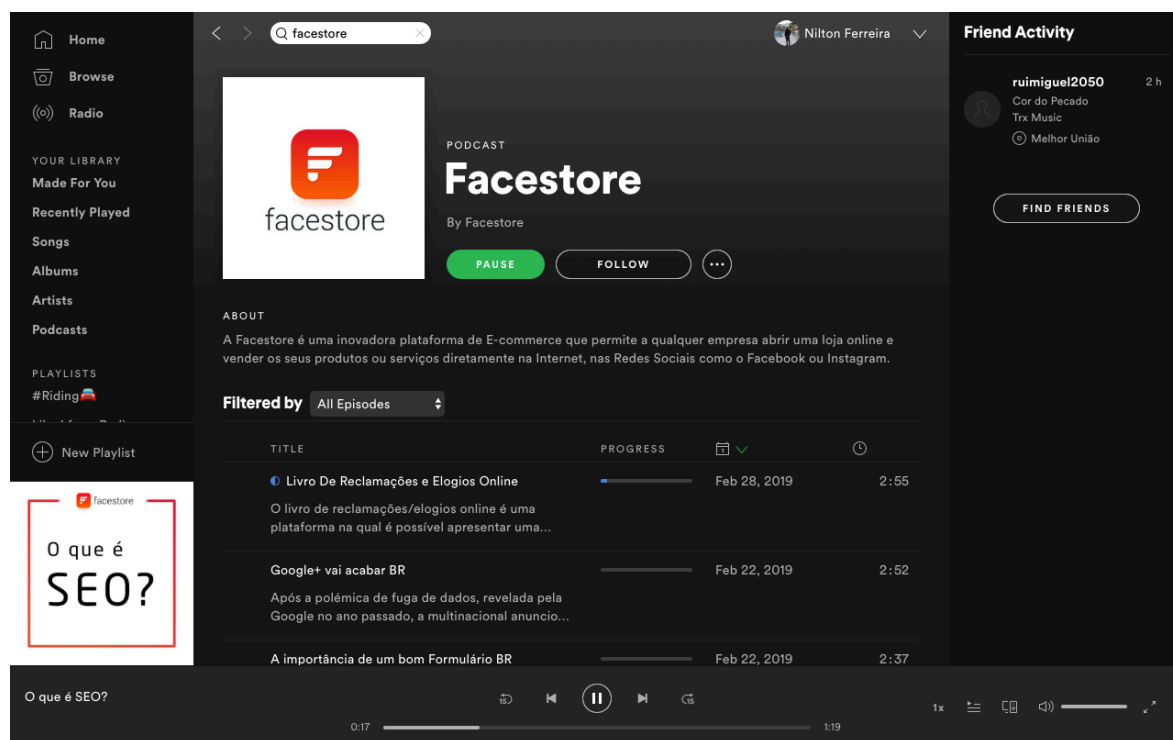 Home
Browse
Radio
YOUR LIBRARY
Made For You
Recently Played
Songs
Albums
Artists
Podcasts
PLAYLISTS
#Riding🚘
New Playlist
facestore
O que é
SEO?
facestore
Nilton Ferreira
facestore
PODCAST
Facestore
By Facestore
PAUSE
FOLLOW
ABOUT
A Facestore é uma inovadora plataforma de E-commerce que permite a qualquer empresa abrir uma loja online e
vender os seus produtos ou serviços diretamente na Internet, nas Redes Sociais como o Facebook ou Instagram.
Filtered by All Episodes
TITLE PROGRESS
Livro De Reclamações e Elogios Online Feb 28, 2019 2:55
O livro de reclamações/elogios online é uma
plataforma na qual é possível apresentar uma...
Google+ vai acabar BR Feb 22, 2019 2:52
Após a polémica de fuga de dados, revelada pela
Google no ano passado, a multinacional anuncio...
A importância de um bom Formulário BR Feb 22, 2019 2:37
Friend Activity
ruimiguel2050 2 h
Cor do Pecado
Trx Music
Melhor União
FIND FRIENDS
O que é SEO?
15
15
0:17
1:19
1x